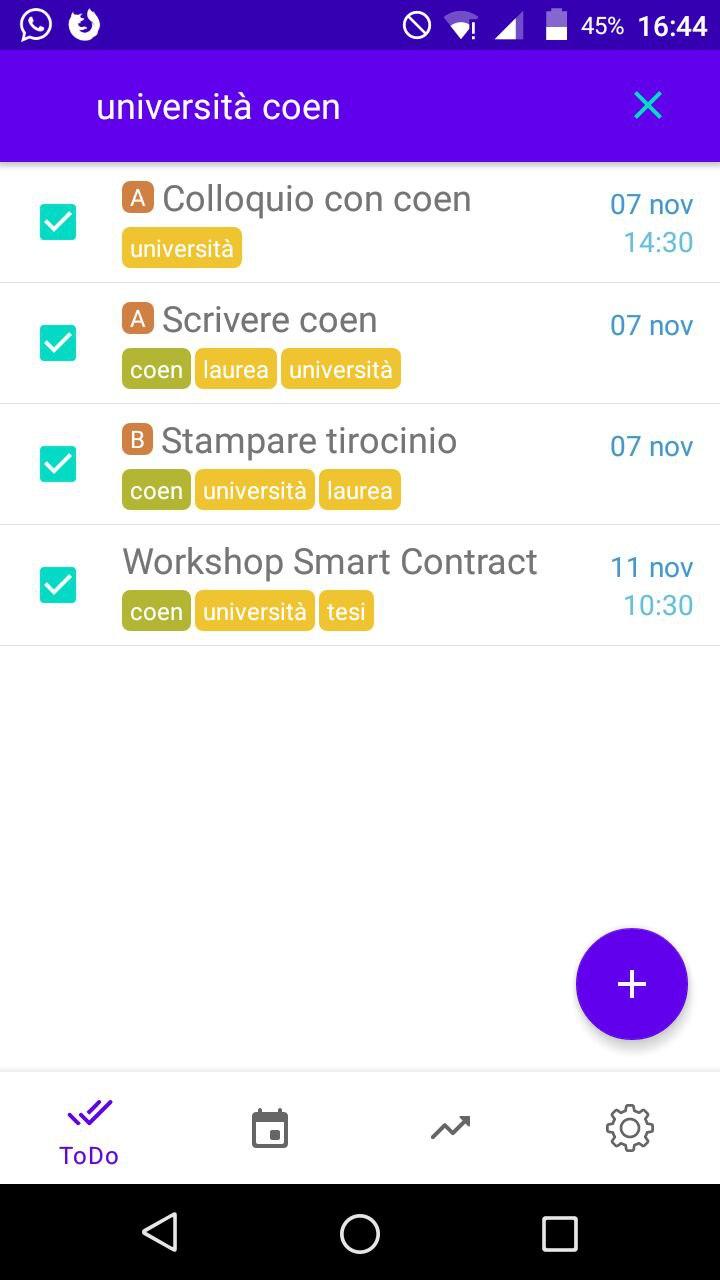 45% 16:44
università coen
A Colloquio con coen 07 nov
università 14:30
A Scrivere coen 07 nov
coen laurea università
B Stampare tirocinio 07 nov
coen università laurea
Workshop Smart Contract 11 nov
coen università tesi 10:30
ToDo